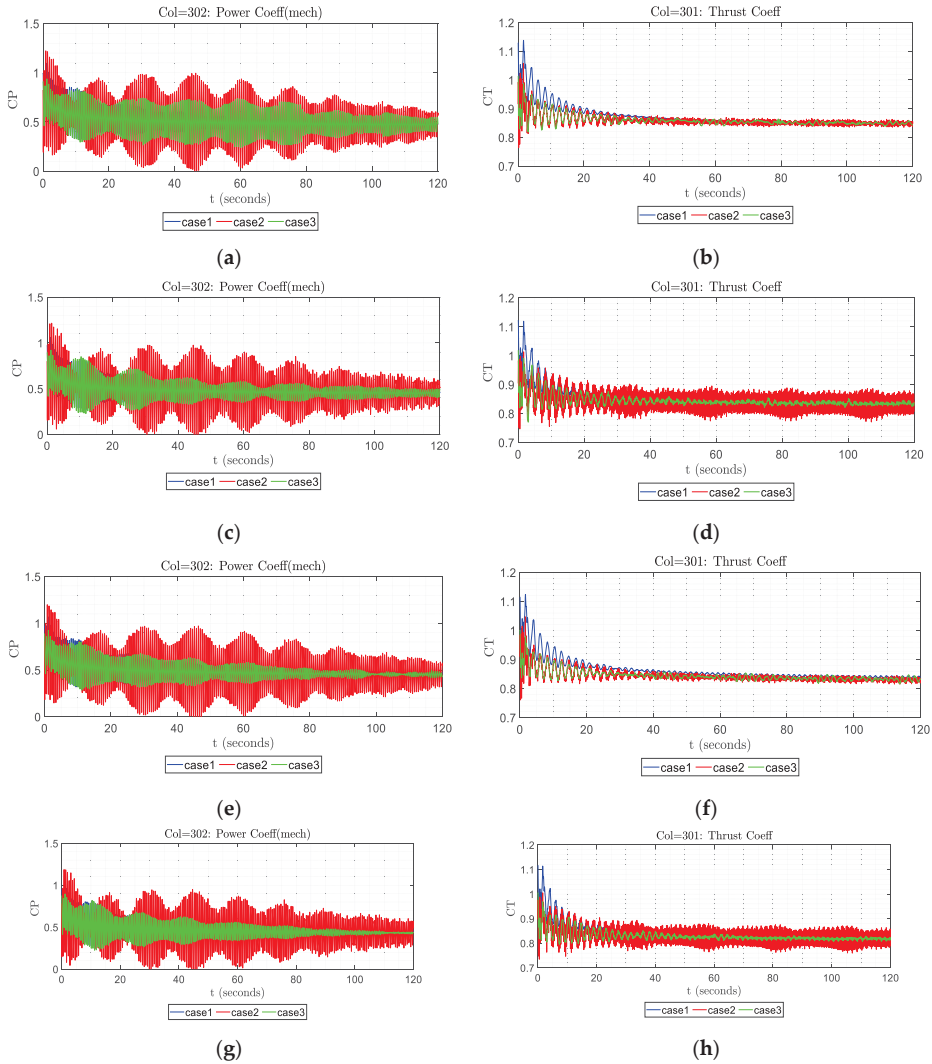 Col=302: Power Coeff(mech)
1.5
1
0.5
0
CP
0 20 40 60 80 100 120
t (seconds)
case1 case2 case3
(a)
Col=301: Thrust Coeff
1.2
1.1
1
0.9
0.8
0.7
CT
0 20 40 60 80 100 120
t (seconds)
case1 case2 case3
(b)
Col=302: Power Coeff(mech)
1.5
1
0.5
0
CP
0 20 40 60 80 100 120
t (seconds)
case1 case2 case3
(c)
Col=301: Thrust Coeff
1.2
1.1
1
0.9
0.8
0.7
CT
0 20 40 60 80 100 120
t (seconds)
case1 case2 case3
(d)
Col=302: Power Coeff(mech)
1.5
1
0.5
0
CP
0 20 40 60 80 100 120
t (seconds)
case1 case2 case3
(e)
Col=301: Thrust Coeff
1.2
1.1
1
0.9
0.8
0.7
CT
0 20 40 60 80 100 120
t (seconds)
case1 case2 case3
(f)
Col=302: Power Coeff(mech)
1.5
1
0.5
0
CP
0 20 40 60 80 100 120
t (seconds)
case1 case2 case3
(g)
Col=301: Thrust Coeff
1.2
1.1
1
0.9
0.8
0.7
CT
0 20 40 60 80 100 120
t (seconds)
case1 case2 case3
(h)